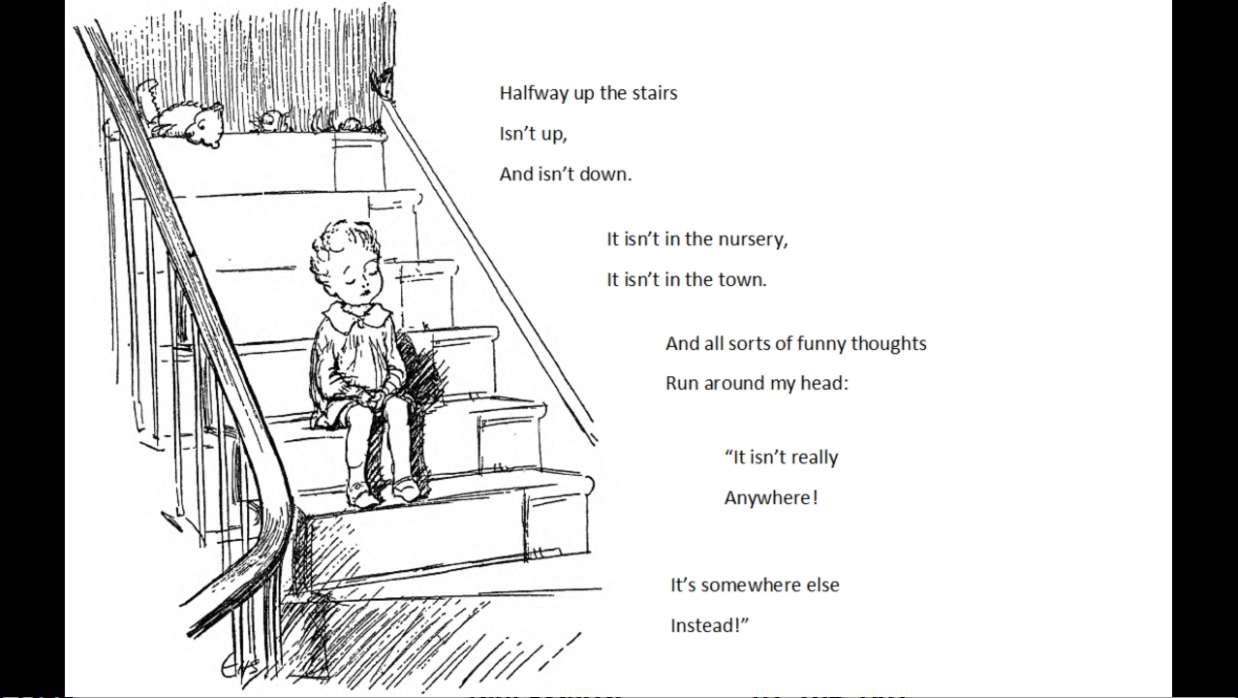 Halfway up the stairs
Isn’t up,
And isn’t down.
It isn’t in the nursery,
It isn’t in the town.
And all sorts of funny thoughts
Run around my head:
“It isn’t really
Anywhere!
It’s somewhere else
Instead!”
EHS